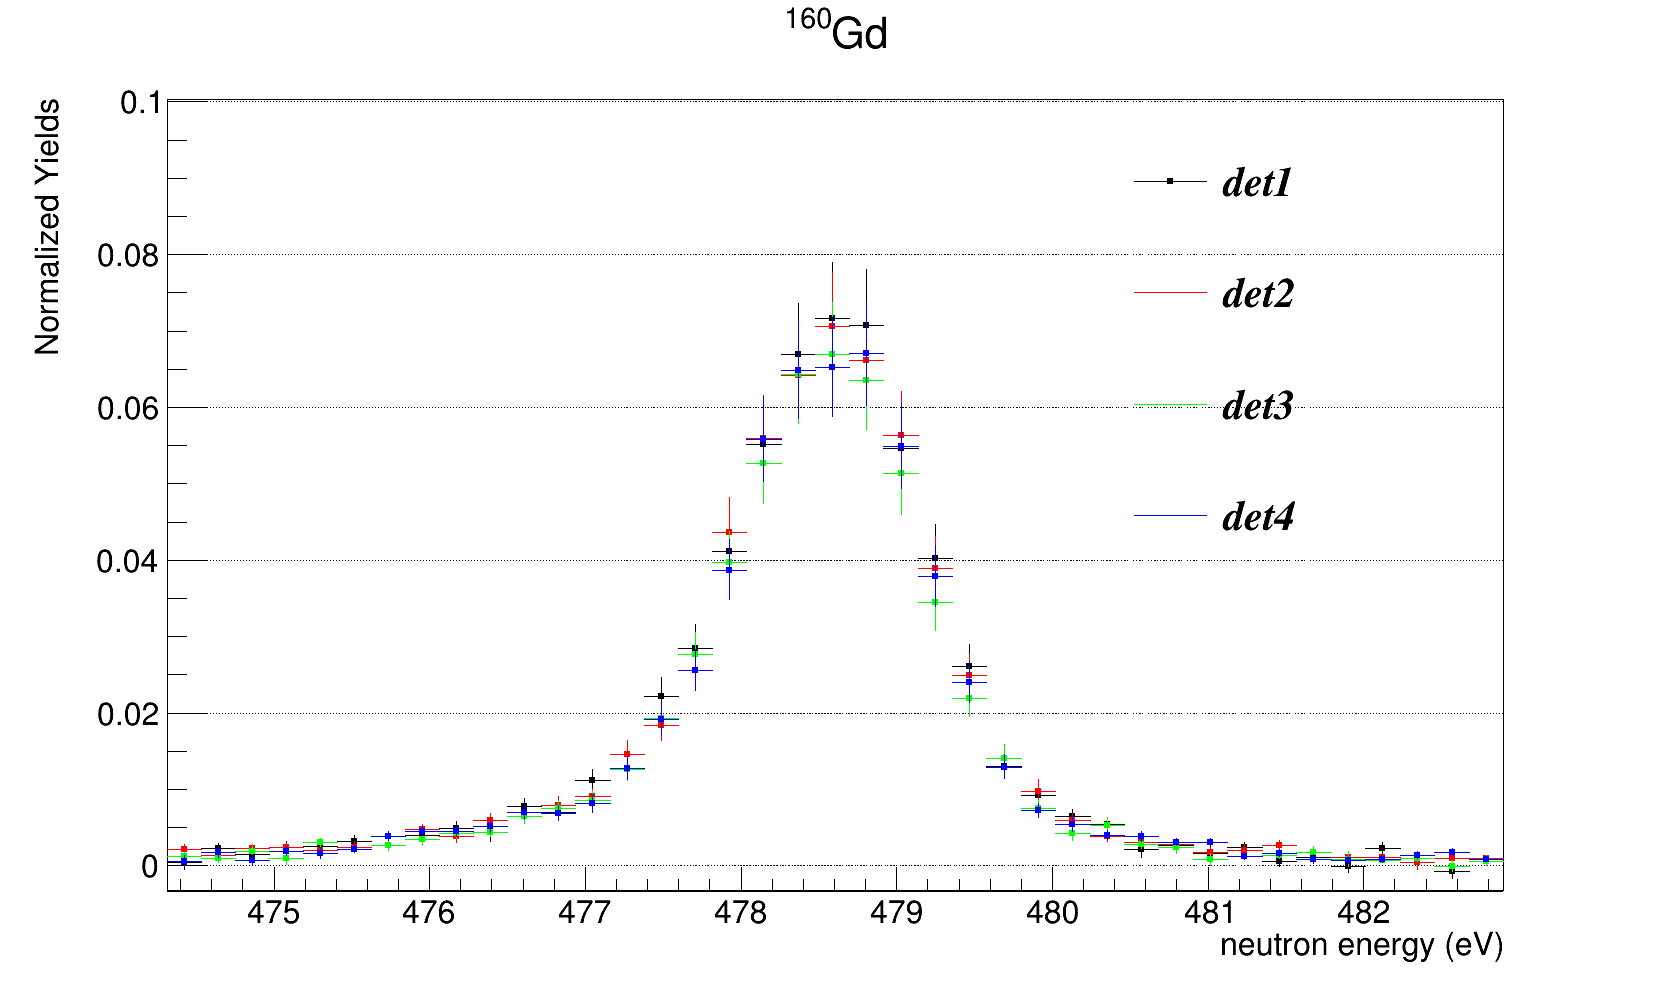 ¹⁶⁰Gd
Normalized Yields
0.1
0.08
0.06
0.04
0.02
0
det1
det2
det3
det4
475 476 477 478 479 480 481 482
neutron energy (eV)